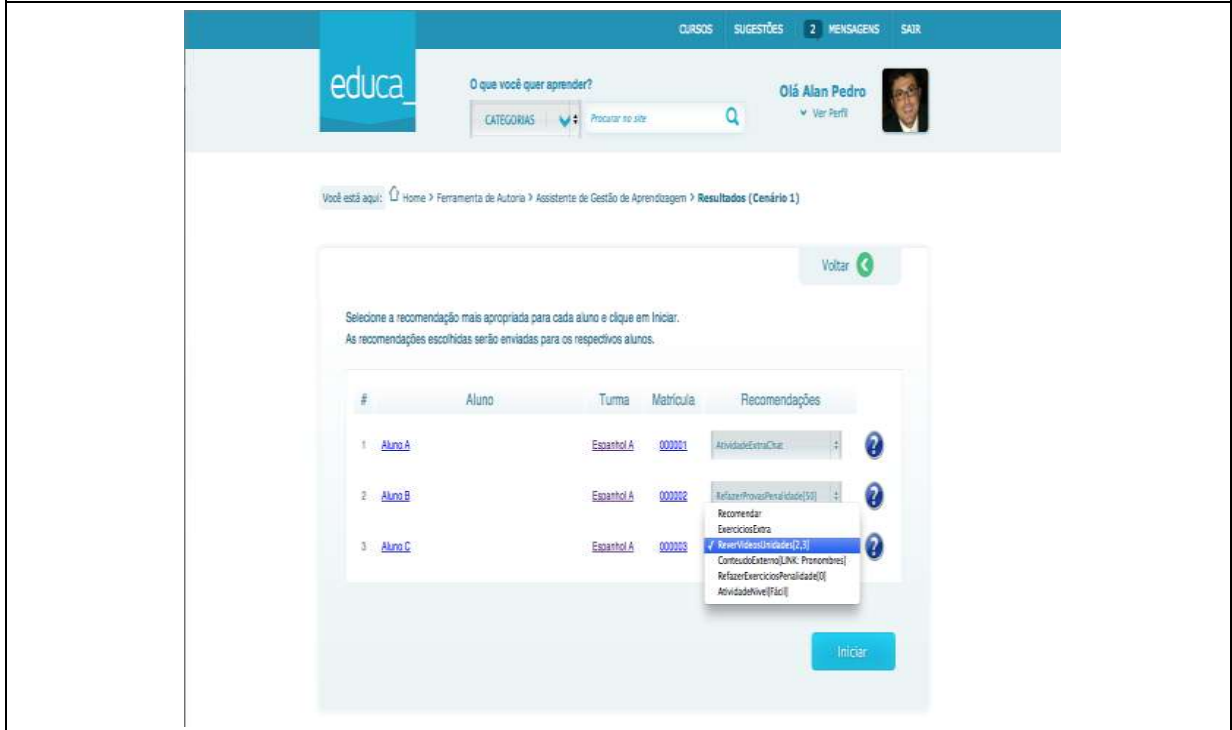 CURSOS SUGESTÕES 2 MENSAGENS SAIR
educa_
O que você quer aprender?
CATEGORIAS Procurar no site
Olá Alan Pedro
Ver Perfil
Você está aqui: Home > Ferramenta de Autoria > Assistente de Gestão de Aprendizagem > Resultados (Cenário 1)
Voltar
Selecione a recomendação mais apropriada para cada aluno e clique em Iniciar.
As recomendações escolhidas serão enviadas para os respectivos alunos.
# Aluno Turma Matrícula Recomendações
1 Aluno A Espanhol A 000001 AtividadeExtraChat ?
2 Aluno B Espanhol A 000002 RefazerProvasPenalidade[50] ?
Recomendar
ExerciciosExtra
3 Aluno C Espanhol A 000003 ✓ ReverVideosUnidades[2,3] ?
ConteudoExterno[LINK: Pronombres]
RefazerExerciciosPenalidade[0]
AtividadeNivel[Fácil]
Iniciar